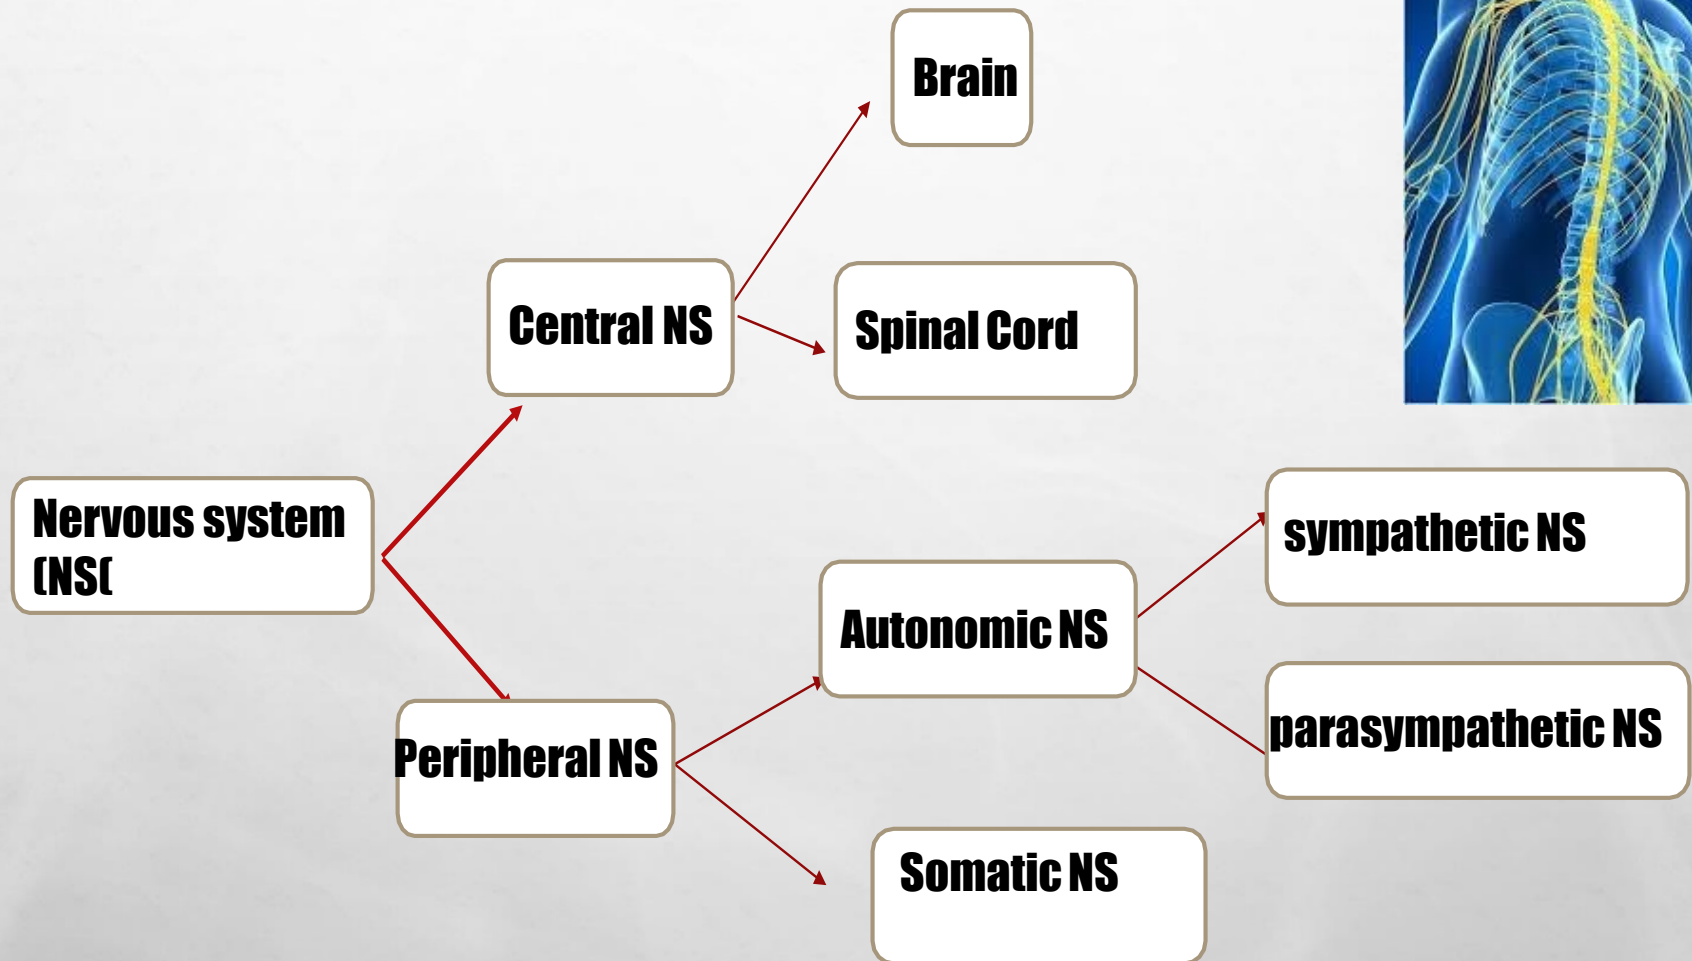 Brain
Central NS
Spinal Cord
Nervous system
(NS(
sympathetic NS
Autonomic NS
parasympathetic NS
Peripheral NS
Somatic NS